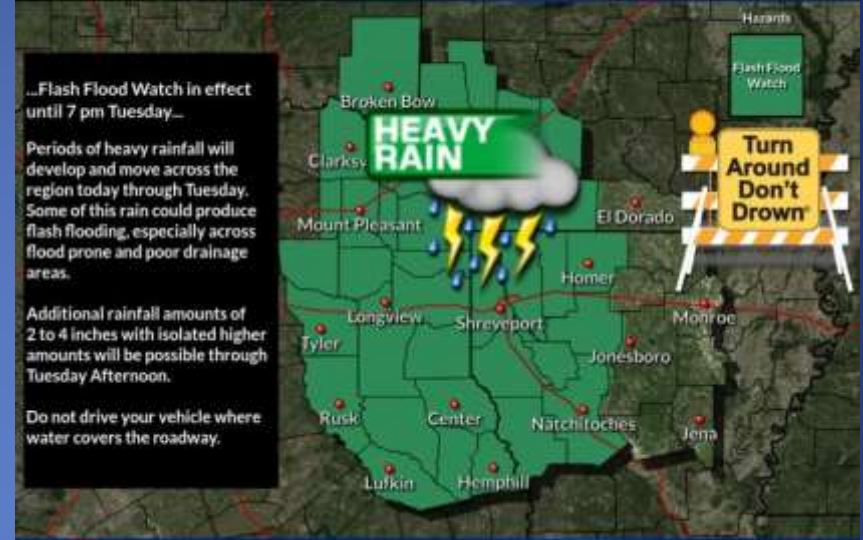 ...Flash Flood Watch in effect
until 7 pm Tuesday...
Periods of heavy rainfall will
develop and move across the
region today through Tuesday.
Some of this rain could produce
flash flooding, especially across
flood prone and poor drainage
areas.
Additional rainfall amounts of
2 to 4 inches with isolated higher
amounts will be possible through
Tuesday Afternoon.
Do not drive your vehicle where
water covers the roadway.
Hazards
Flash Flood
Watch
Turn
Around
Don't
Drown®
HEAVY
RAIN
Broken Bow
Clarksv
Mount Pleasant
El Dorado
Homer
Longview
Shreveport
Monroe
Tyler
Jonesboro
Rusk
Center
Natchitoches
Jena
Lufkin
Hemphill